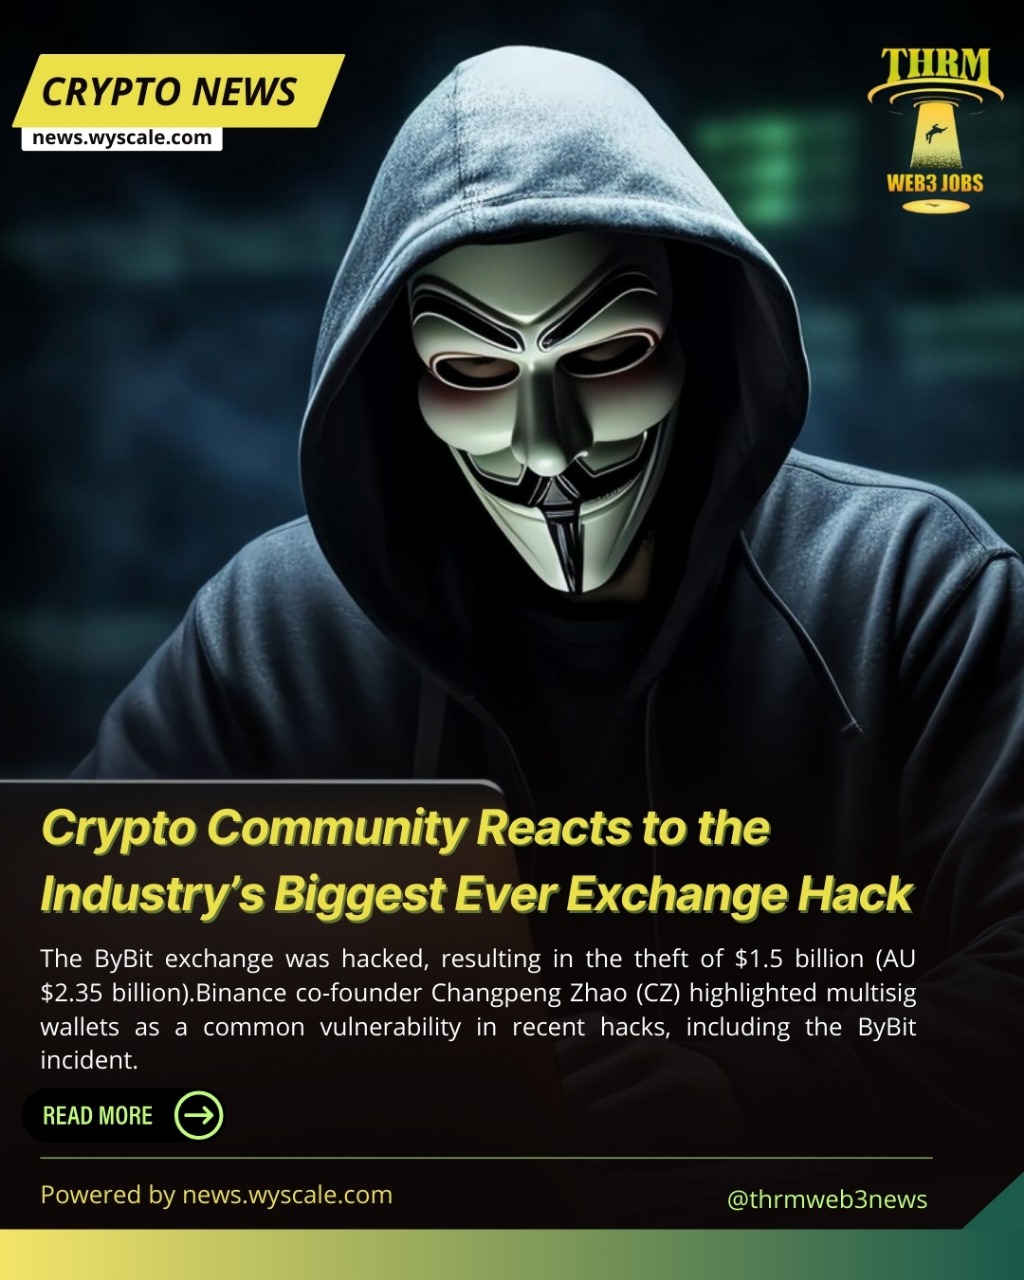 CRYPTO NEWS
news.wyscale.com
THRM
WEB3 JOBS
Crypto Community Reacts to the
Industry’s Biggest Ever Exchange Hack
The ByBit exchange was hacked, resulting in the theft of $1.5 billion (AU
$2.35 billion).Binance co-founder Changpeng Zhao (CZ) highlighted multisig
wallets as a common vulnerability in recent hacks, including the ByBit
incident.
READ MORE
Powered by news.wyscale.com
@thrmweb3news